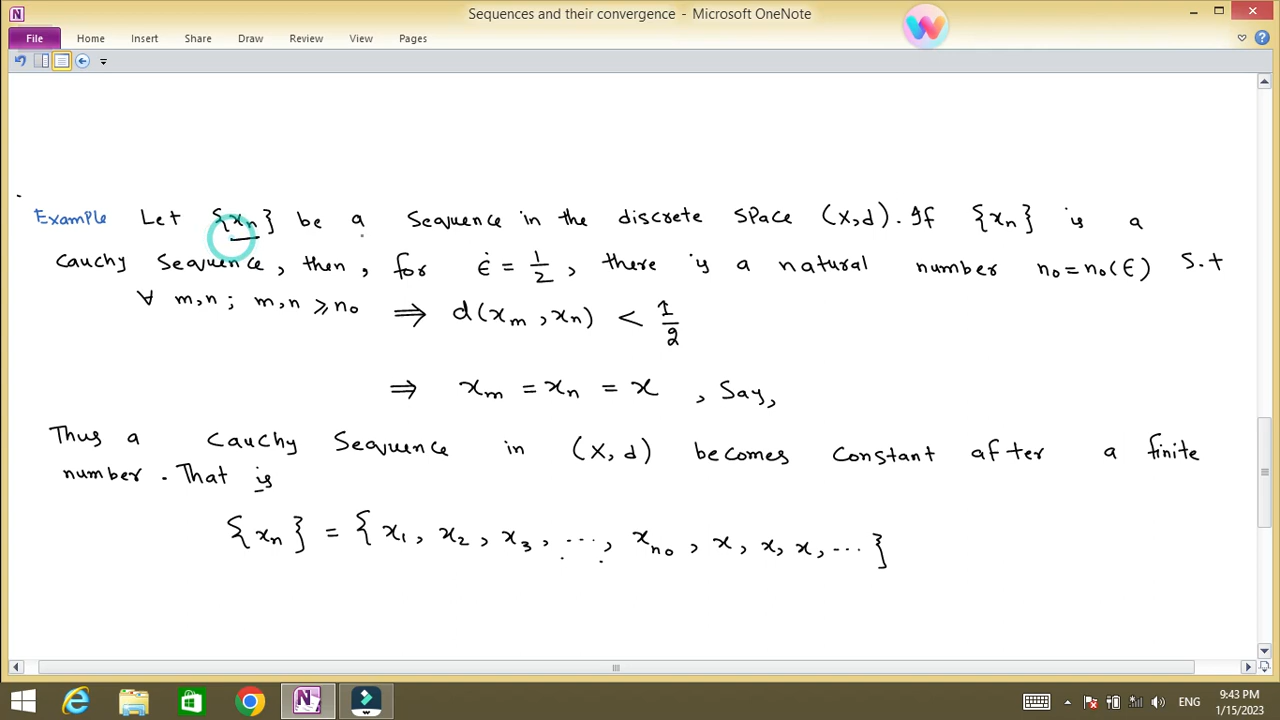 Sequences and their convergence - Microsoft OneNote
File Home Insert Share Draw Review View Pages
Example Let {xₙ} be a Sequence in the discrete space (X,d). If {xₙ} is a
Cauchy Sequence, then, for ε = 1/2, there is a natural number n₀=n₀(ε) s.t
∀ m,n ; m,n ⩾ n₀ ⇒ d(xₘ,xₙ) < 1/2
⇒ xₘ = xₙ = x , Say,
Thus a Cauchy Sequence in (X,d) becomes Constant after a finite
number. That is
{xₙ} = {x₁, x₂, x₃, ..., xₙ₀, x, x, x, ...}
ENG
9:43 PM
1/15/2023